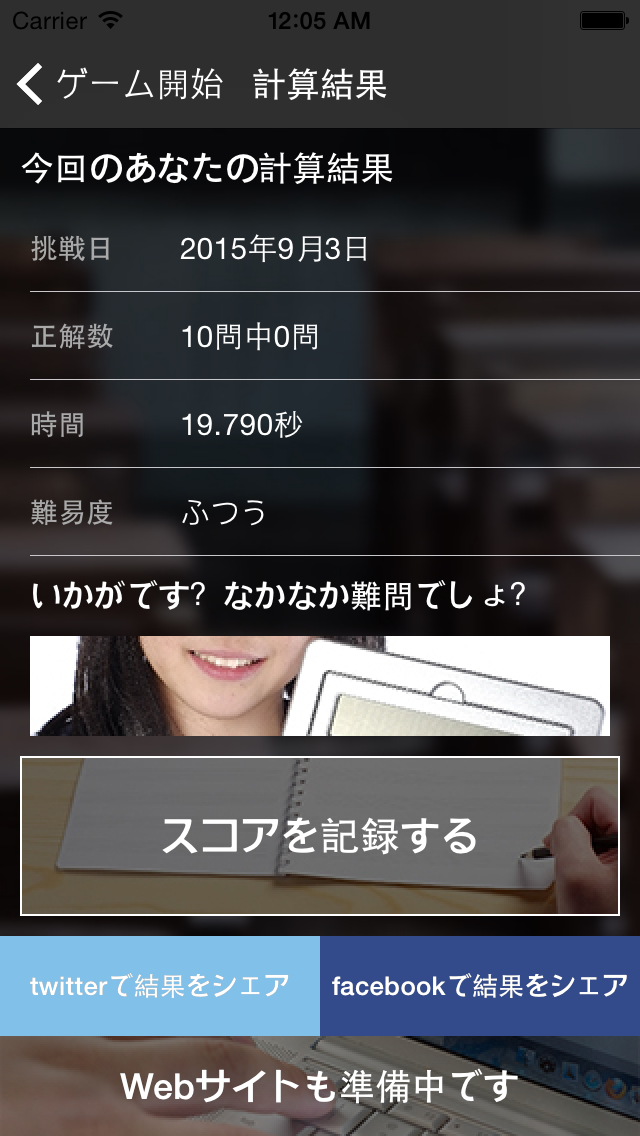 Carrier 12:05 AM
ゲーム開始 計算結果
今回のあなたの計算結果
挑戦日 2015年9月3日
正解数 10問中0問
時間 19.790秒
難易度 ふつう
いかがです? なかなか難問でしょ?
スコアを記録する
twitterで結果をシェア facebookで結果をシェア
Webサイトも準備中です